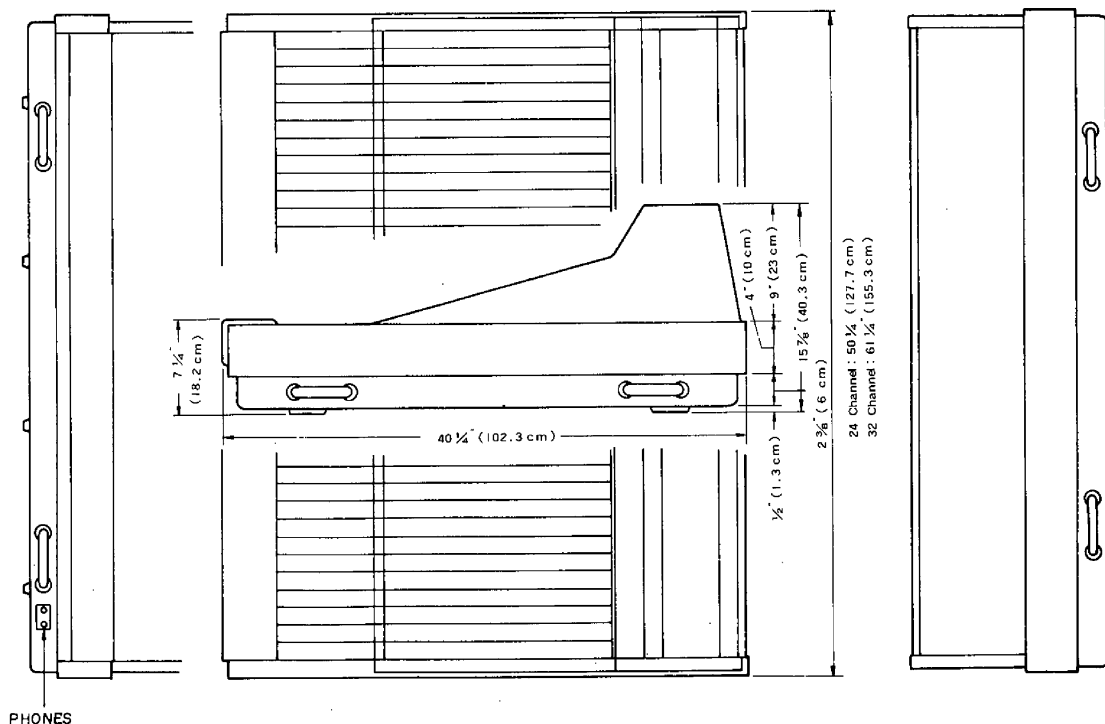 4" (10 cm)
9" (23 cm)
15 7/8" (40.3 cm)
2 3/8" (6 cm)
24 Channel : 50 1/4" (127.7 cm)
32 Channel : 61 1/4" (155.3 cm)
7 1/4"
(18.2 cm)
40 1/4" (102.3 cm)
1/2" (1.3 cm)
PHONES